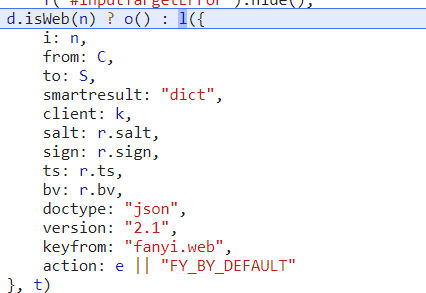 d.isWeb(n) ? o() : l({
i: n,
from: C,
to: S,
smartresult: "dict",
client: k,
salt: r.salt,
sign: r.sign,
ts: r.ts,
bv: r.bv,
doctype: "json",
version: "2.1",
keyfrom: "fanyi.web",
action: e || "FY_BY_DEFAULT"
}, t)